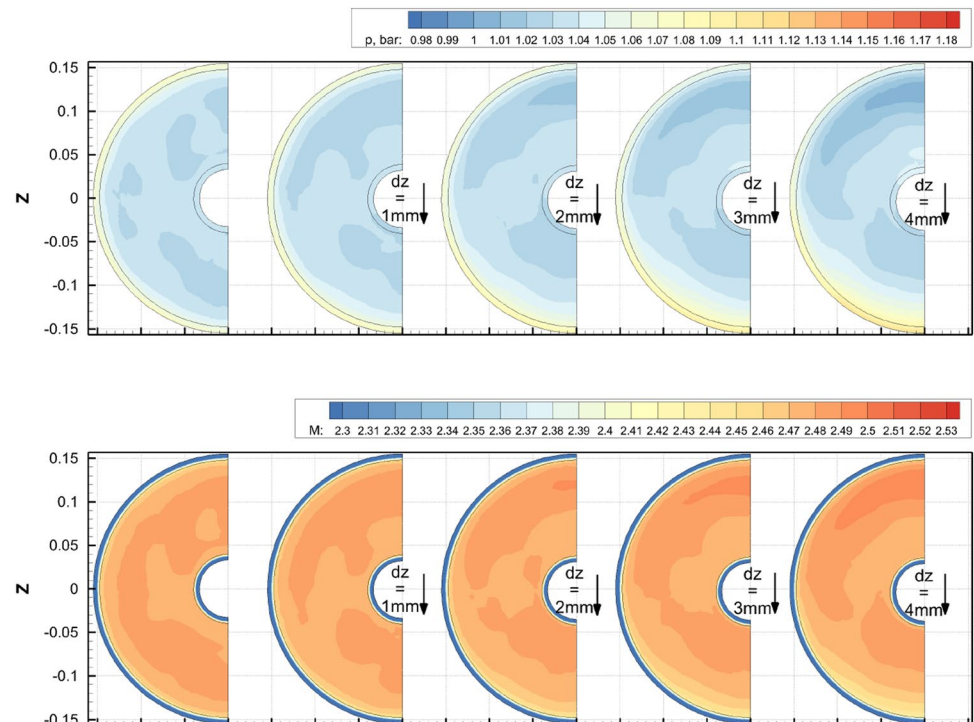 p, bar: 0.98 0.99 1 1.01 1.02 1.03 1.04 1.05 1.06 1.07 1.08 1.09 1.1 1.11 1.12 1.13 1.14 1.15 1.16 1.17 1.18
0.15
0.1
0.05
0
-0.05
-0.1
-0.15
Z
dz
=
1mm
dz
=
2mm
dz
=
3mm
dz
=
4mm
M: 2.3 2.31 2.32 2.33 2.34 2.35 2.36 2.37 2.38 2.39 2.4 2.41 2.42 2.43 2.44 2.45 2.46 2.47 2.48 2.49 2.5 2.51 2.52 2.53
0.15
0.1
0.05
0
-0.05
-0.1
-0.15
Z
dz
=
1mm
dz
=
2mm
dz
=
3mm
dz
=
4mm